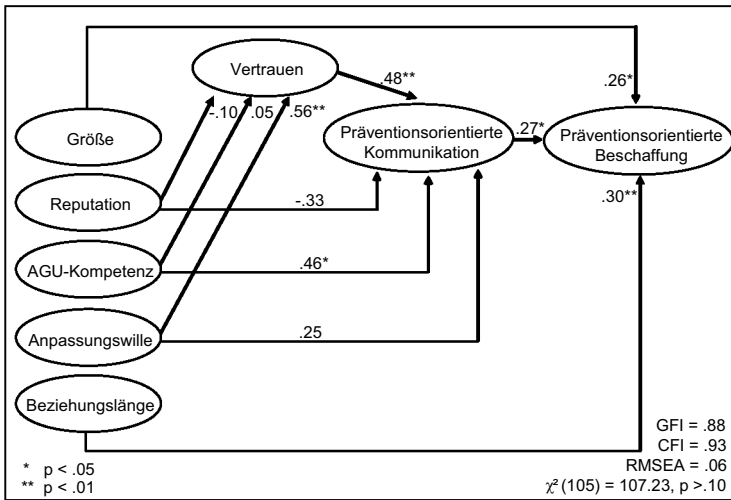 Vertrauen
.48**
.26*
-.10 .05 .56**
Größe
Präventionsorientierte
Kommunikation
.27*
Präventionsorientierte
Beschaffung
Reputation
-.33
.30**
AGU-Kompetenz
.46*
Anpassungswille
.25
Beziehungslänge
GFI = .88
CFI = .93
RMSEA = .06
χ² (105) = 107.23, p >.10
* p < .05
** p < .01